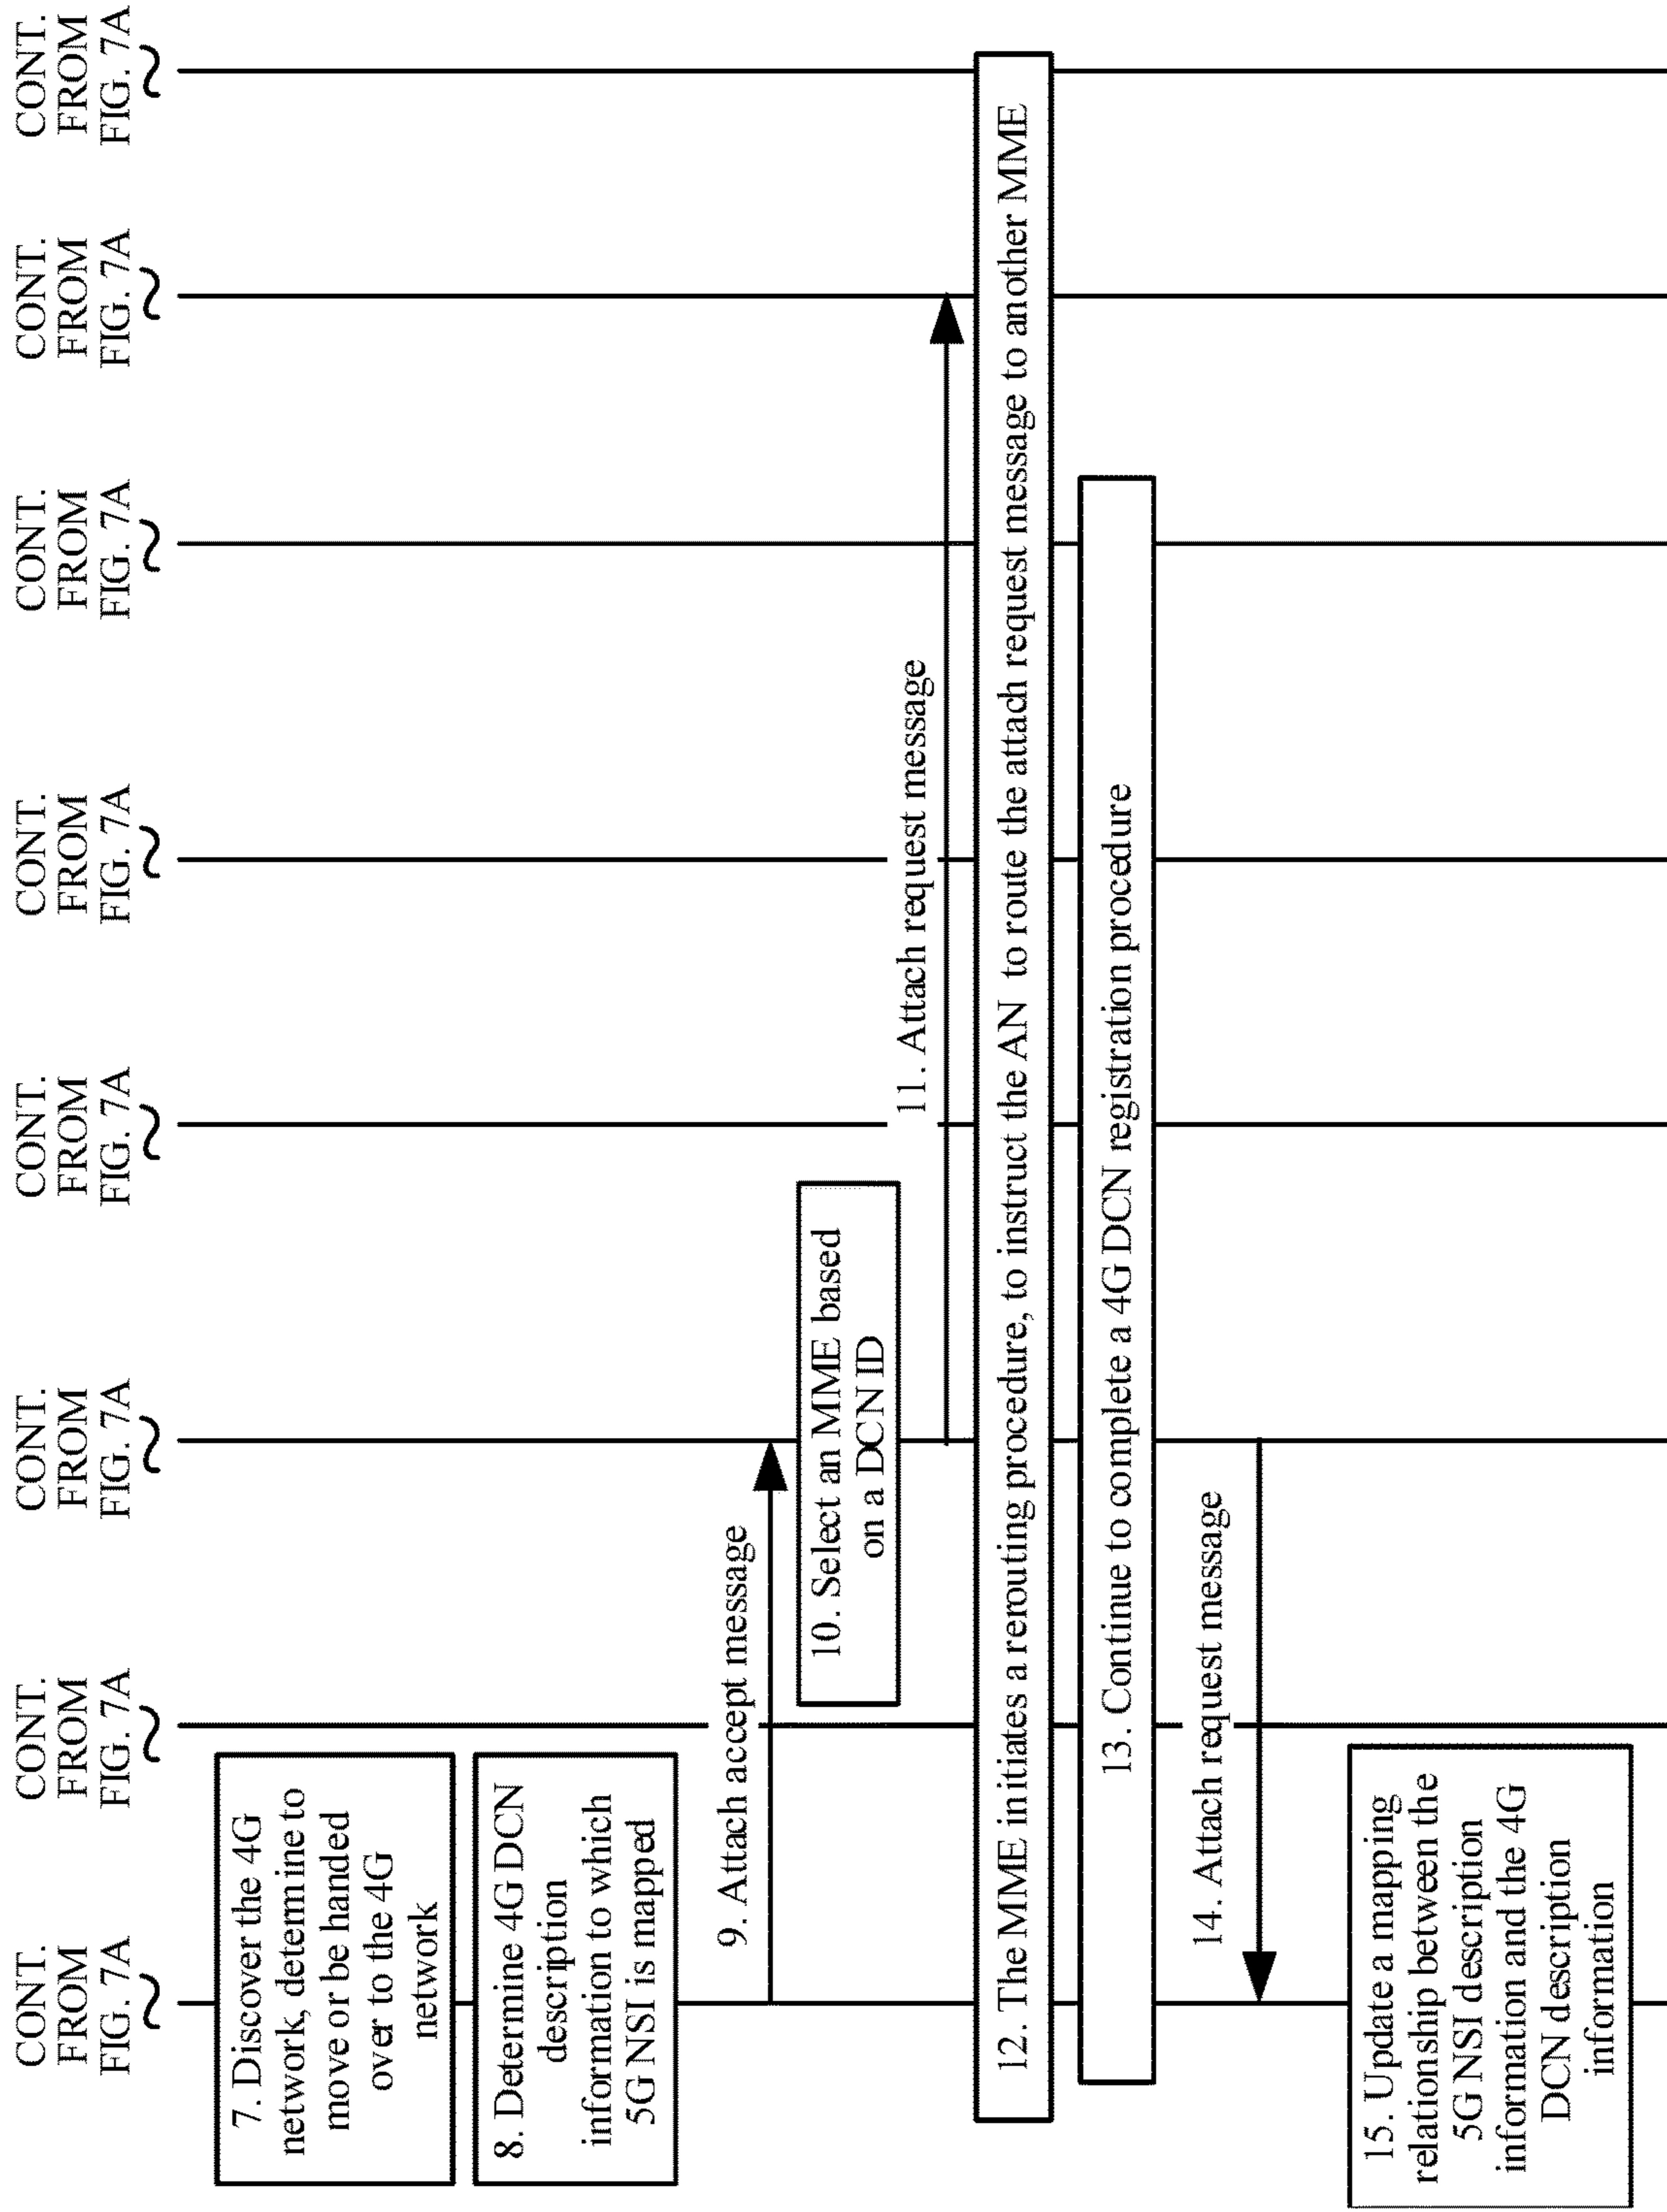 CONT.
FROM
FIG. 7A
CONT.
FROM
FIG. 7A
CONT.
FROM
FIG. 7A
CONT.
FROM
FIG. 7A
CONT.
FROM
FIG. 7A
CONT.
FROM
FIG. 7A
CONT.
FROM
FIG. 7A
CONT.
FROM
FIG. 7A
7. Discover the 4G
network, determine to
move or be handed
over to the 4G
network
8. Determine 4G DCN
description
information to which
5G NSI is mapped
9. Attach accept message
10. Select an MME based
on a DCN ID
11. Attach request message
12. The MME initiates a rerouting procedure, to instruct the AN to route the attach request message to another MME
13. Continue to complete a 4G DCN registration procedure
14. Attach request message
15. Update a mapping
relationship between the
5G NSI description
information and the 4G
DCN description
information